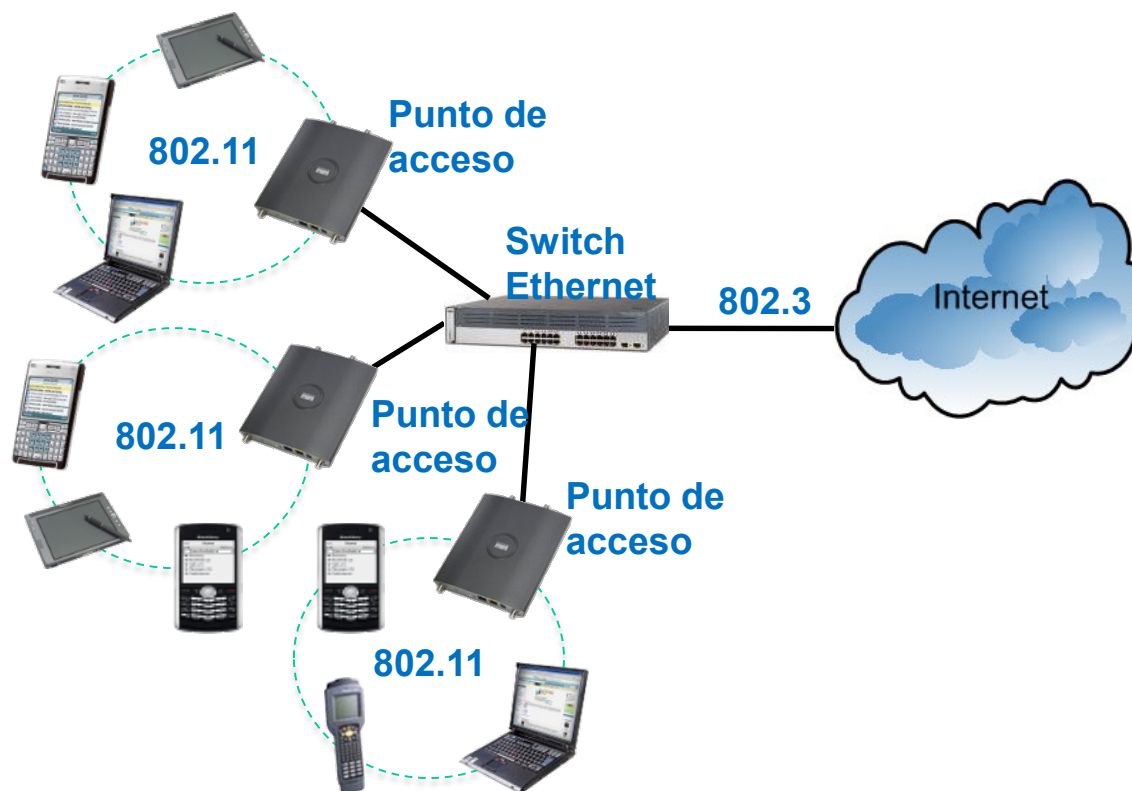 802.11
Punto de
acceso
Switch
Ethernet
802.3
Internet
802.11
Punto de
acceso
Punto de
acceso
802.11